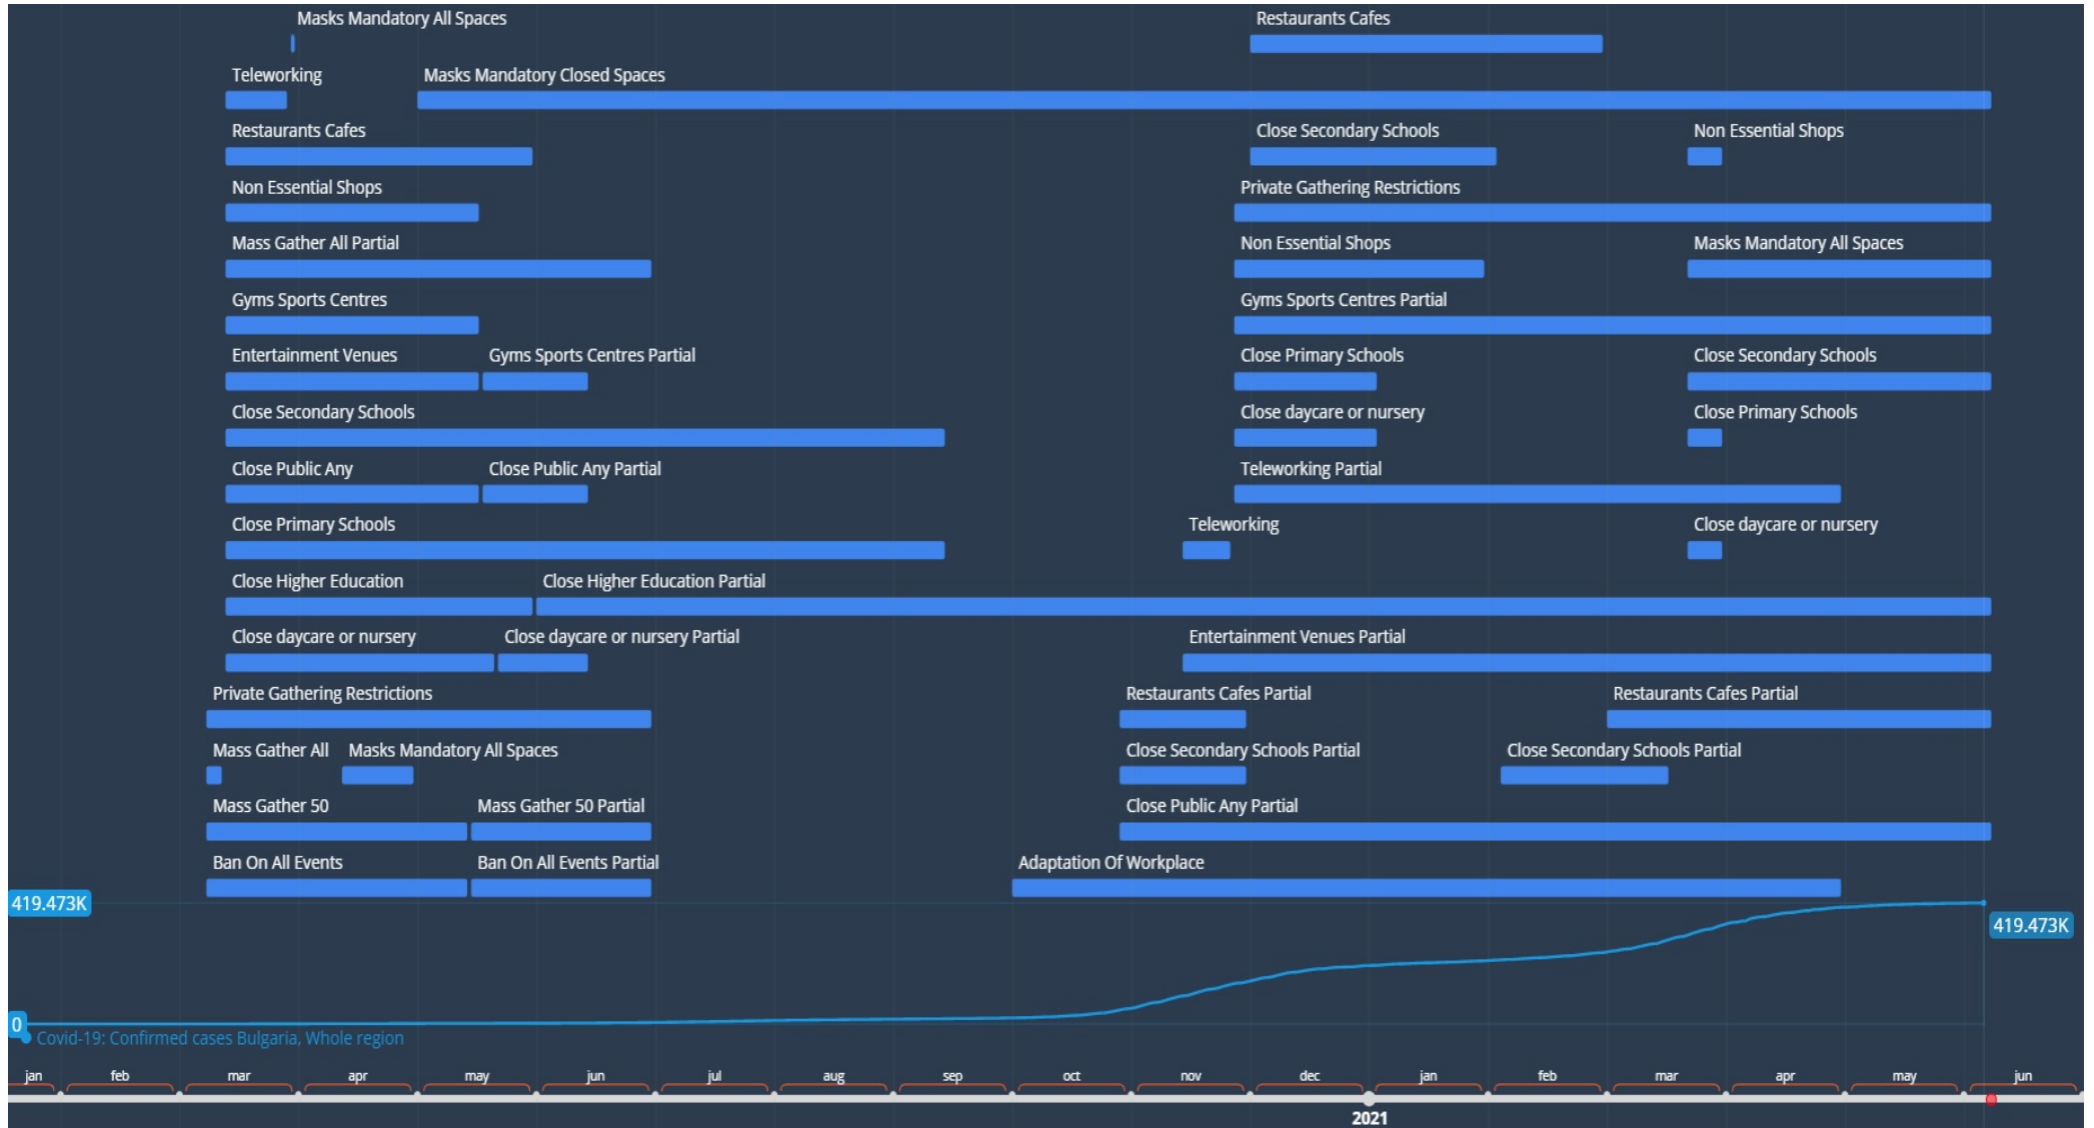 Masks Mandatory All Spaces Restaurants Cafes
Teleworking Masks Mandatory Closed Spaces
Restaurants Cafes Close Secondary Schools Non Essential Shops
Non Essential Shops Private Gathering Restrictions
Mass Gather All Partial Non Essential Shops Masks Mandatory All Spaces
Gyms Sports Centres Gyms Sports Centres Partial
Entertainment Venues Gyms Sports Centres Partial Close Primary Schools Close Secondary Schools
Close Secondary Schools Close daycare or nursery Close Primary Schools
Close Public Any Close Public Any Partial Teleworking Partial
Close Primary Schools Teleworking Close daycare or nursery
Close Higher Education Close Higher Education Partial
Close daycare or nursery Close daycare or nursery Partial Entertainment Venues Partial
Private Gathering Restrictions Restaurants Cafes Partial Restaurants Cafes Partial
Mass Gather All Masks Mandatory All Spaces Close Secondary Schools Partial Close Secondary Schools Partial
Mass Gather 50 Mass Gather 50 Partial Close Public Any Partial
Ban On All Events Ban On All Events Partial Adaptation Of Workplace
419.473K
419.473K
0
Covid-19: Confirmed cases Bulgaria, Whole region
jan feb mar apr may jun jul aug sep oct nov dec jan feb mar apr may jun
2021